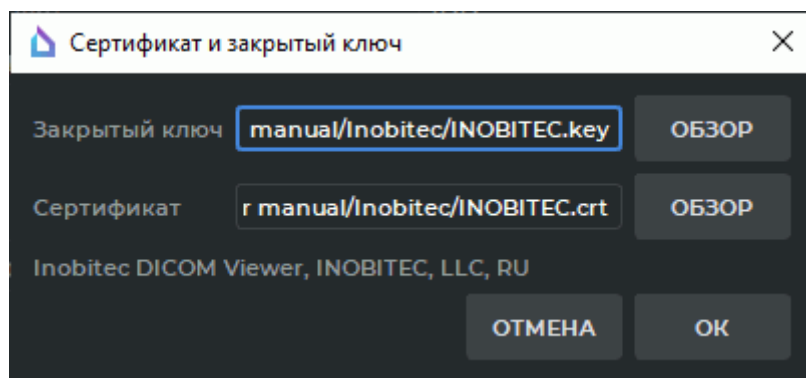 Сертификат и закрытый ключ
Закрытый ключ manual/Inobitec/INOBITEC.key ОБЗОР
Сертификат r manual/Inobitec/INOBITEC.crt ОБЗОР
Inobitec DICOM Viewer, INOBITEC, LLC, RU
ОТМЕНА ОК